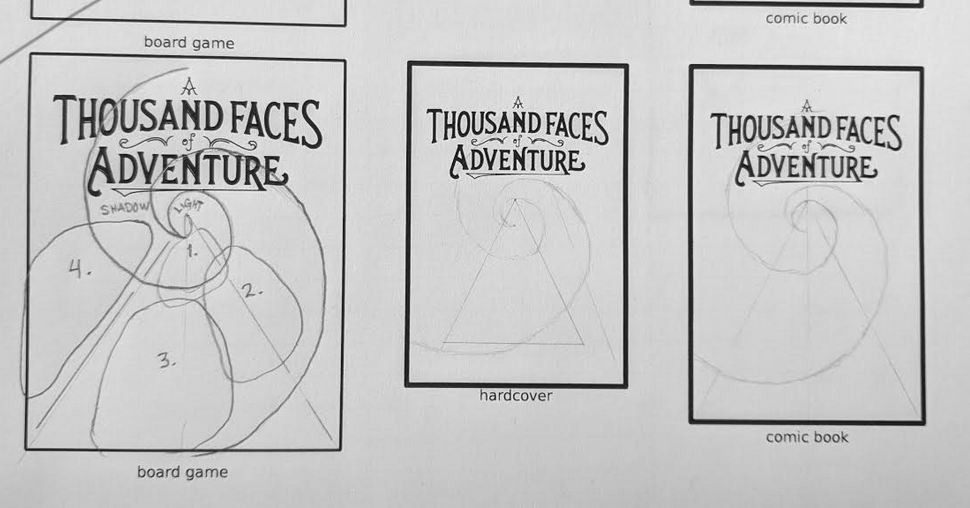 board game
comic book
A
THOUSAND FACES
of
ADVENTURE
SHADOW
LIGHT
1.
2.
3.
4.
board game
A
THOUSAND FACES
of
ADVENTURE
hardcover
A
THOUSAND FACES
of
ADVENTURE
comic book